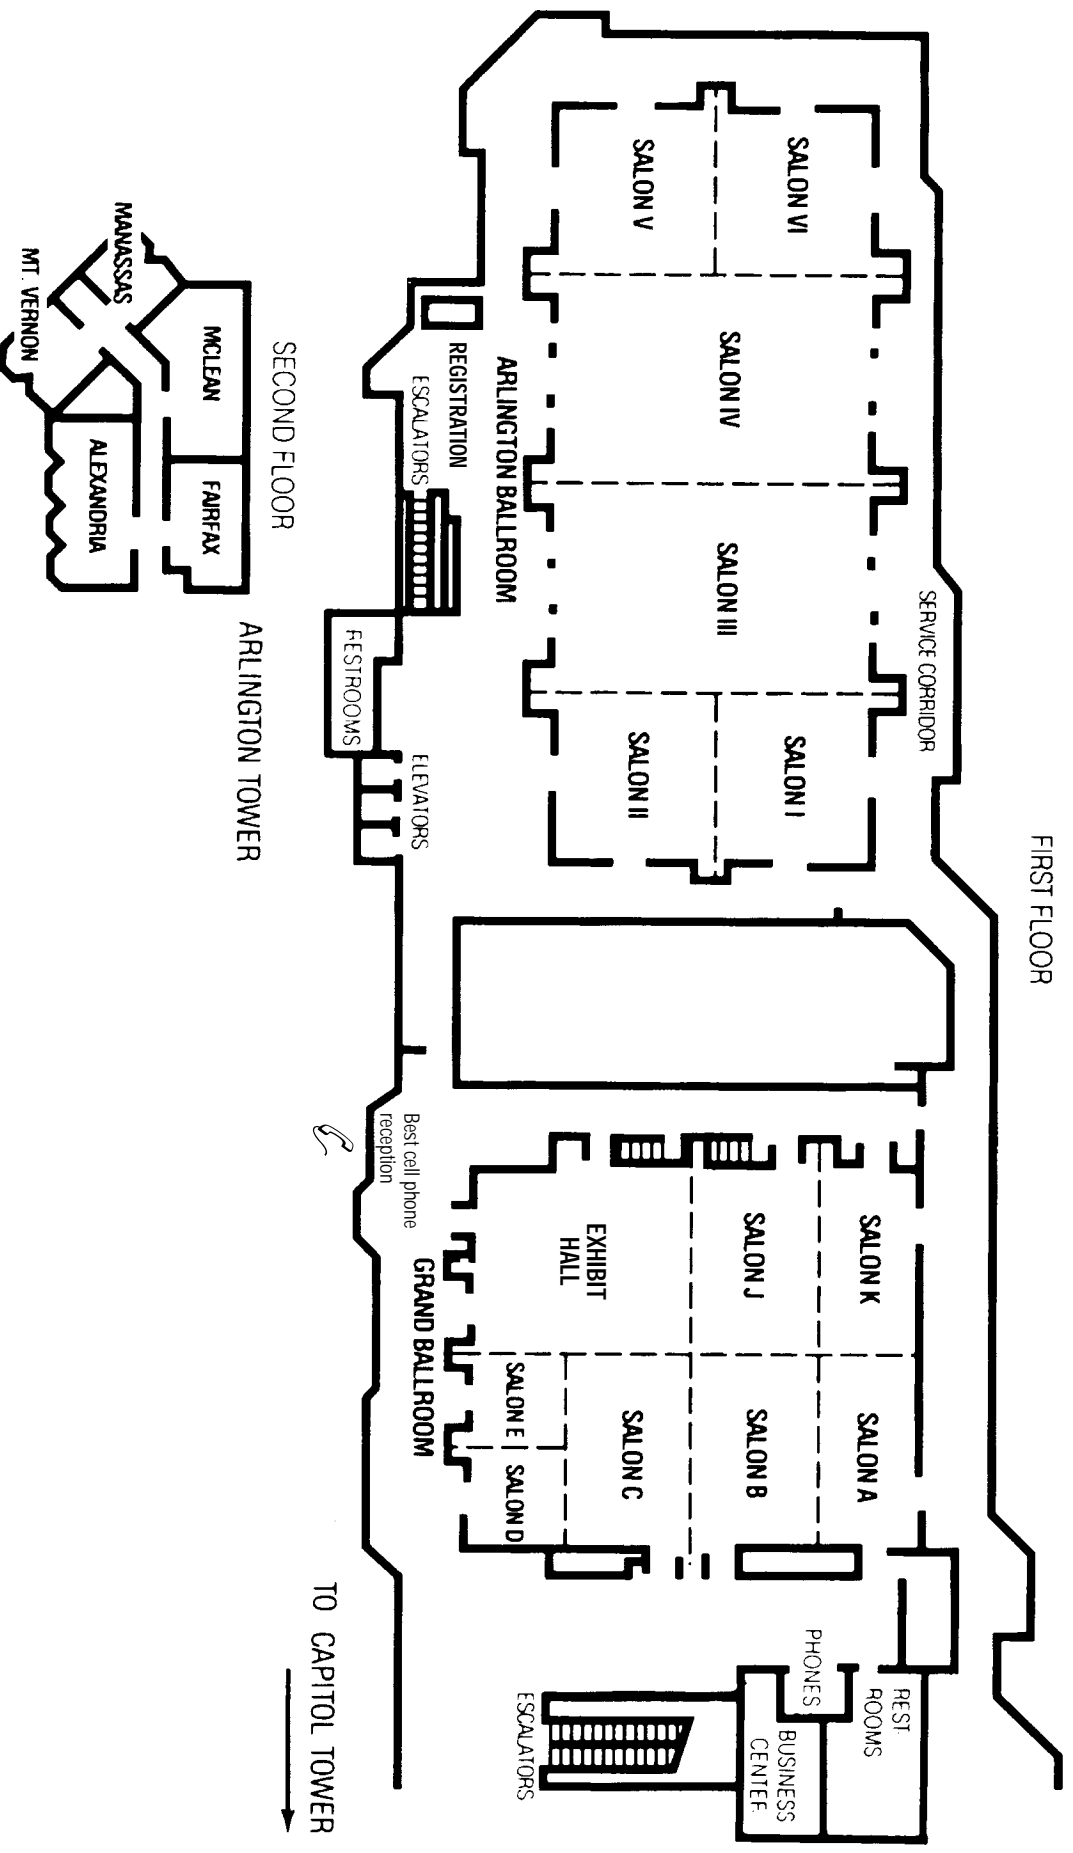 FIRST FLOOR
SERVICE CORRIDOR
SALON VI
SALON V
SALON IV
SALON III
SALON I
SALON II
ARLINGTON BALLROOM
REGISTRATION
ESCALATORS
RESTROOMS
ELEVATORS
SALON K
SALON J
EXHIBIT
HALL
SALON A
SALON B
SALON C
SALON E
SALON D
GRAND BALLROOM
Best cell phone
reception
REST-
ROOMS
PHONES
BUSINESS
CENTER
ESCALATORS
TO CAPITOL TOWER
ARLINGTON TOWER
SECOND FLOOR
MCLEAN
FAIRFAX
MANASSAS
MT. VERNON
ALEXANDRIA